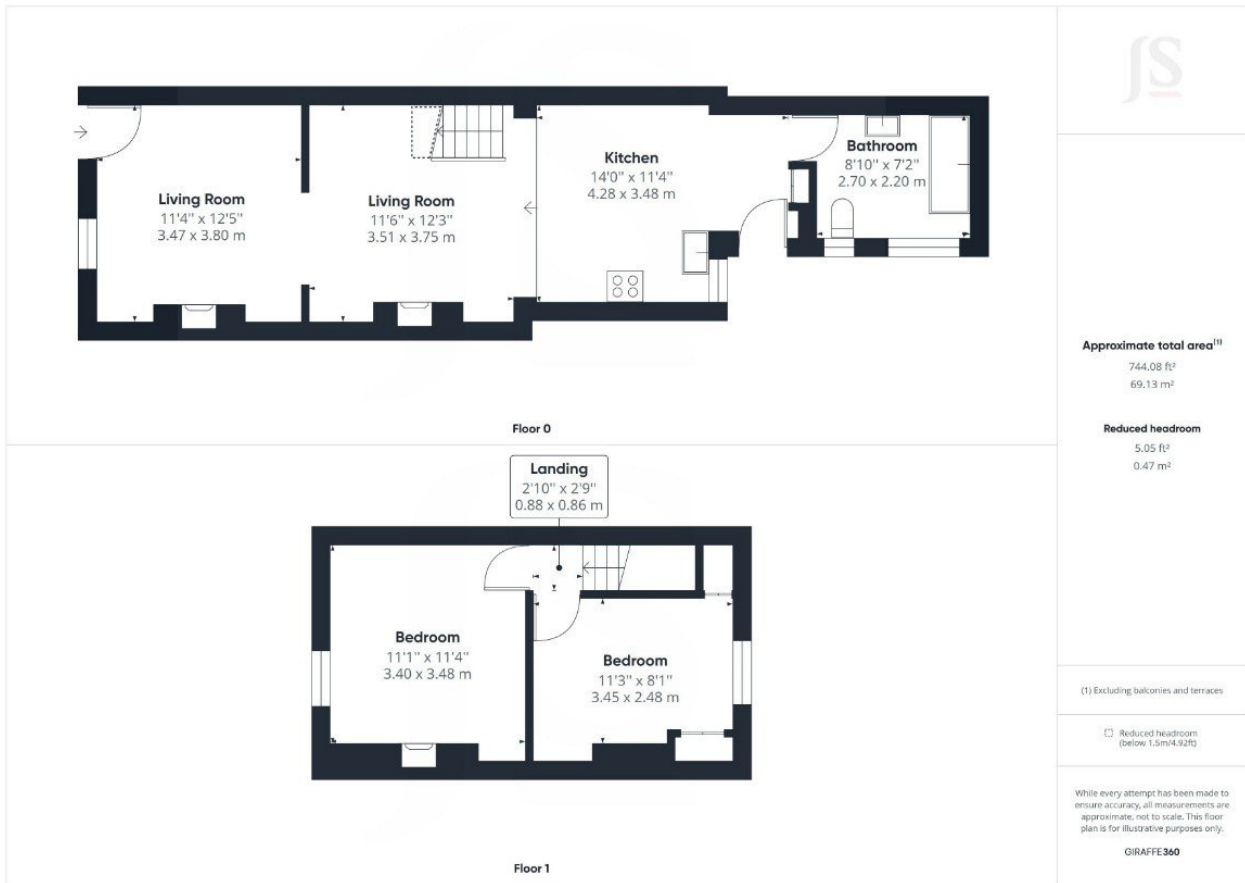 JS
Living Room
11'4" x 12'5"
3.47 x 3.80 m
Living Room
11'6" x 12'3"
3.51 x 3.75 m
Kitchen
14'0" x 11'4"
4.28 x 3.48 m
Bathroom
8'10" x 7'2"
2.70 x 2.20 m
Floor 0
Landing
2'10" x 2'9"
0.88 x 0.86 m
Bedroom
11'1" x 11'4"
3.40 x 3.48 m
Bedroom
11'3" x 8'1"
3.45 x 2.48 m
Floor 1
Approximate total area(1)
744.08 ft²
69.13 m²
Reduced headroom
5.05 ft²
0.47 m²
(1) Excluding balconies and terraces
Reduced headroom
(below 1.5m/4.92ft)
While every attempt has been made to
ensure accuracy, all measurements are
approximate, not to scale. This floor
plan is for illustrative purposes only.
GIRAFFE360